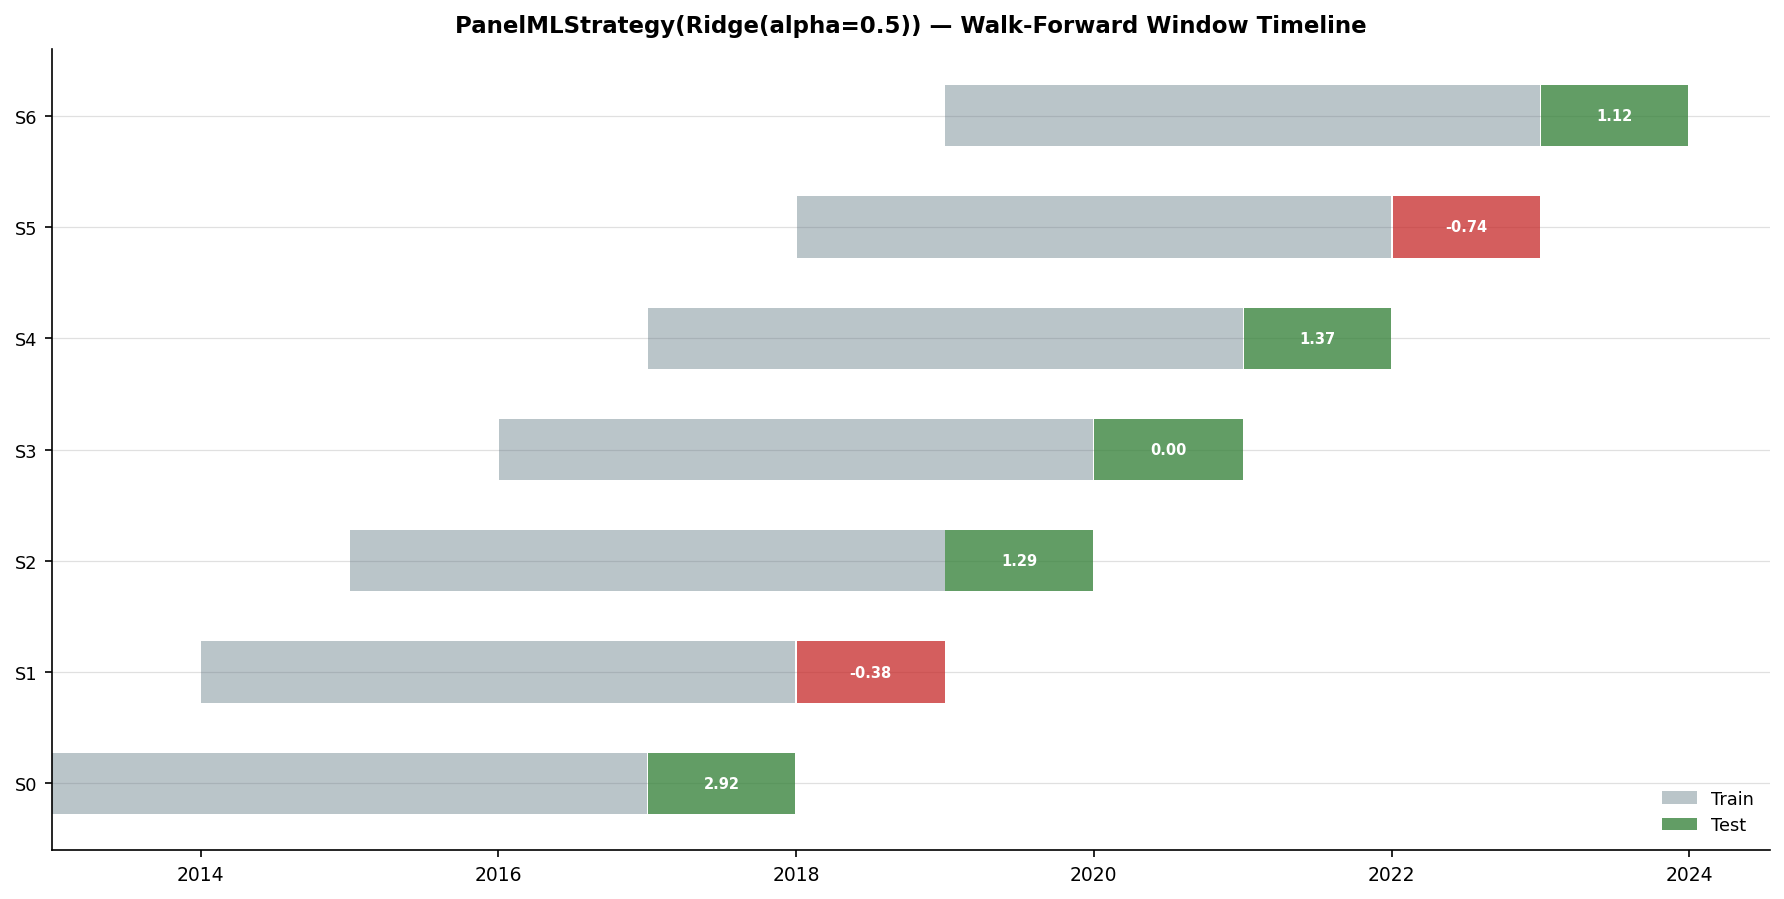 PanelMLStrategy(Ridge(alpha=0.5)) — Walk-Forward Window Timeline
S6
1.12
S5
-0.74
S4
1.37
S3
0.00
S2
1.29
S1
-0.38
S0
2.92
Train
Test
2014 2016 2018 2020 2022 2024